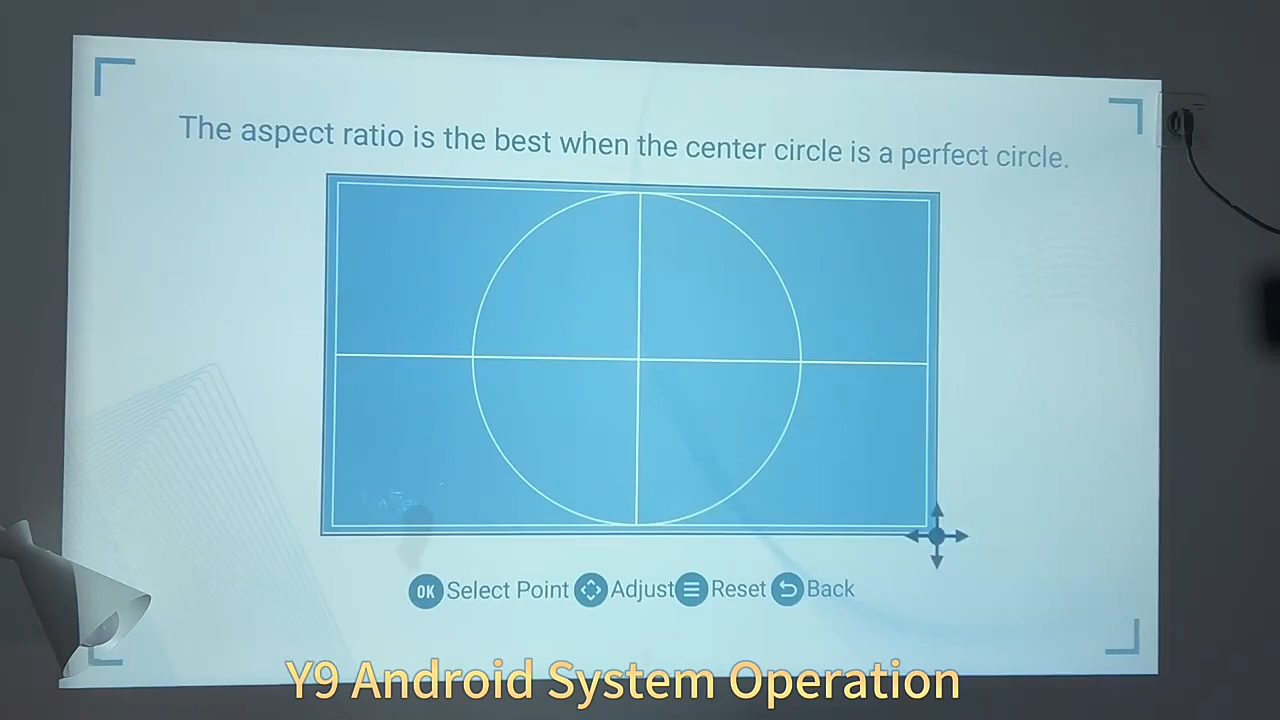 The aspect ratio is the best when the center circle is a perfect circle.
OK Select Point Adjust Reset Back
Y9 Android System Operation